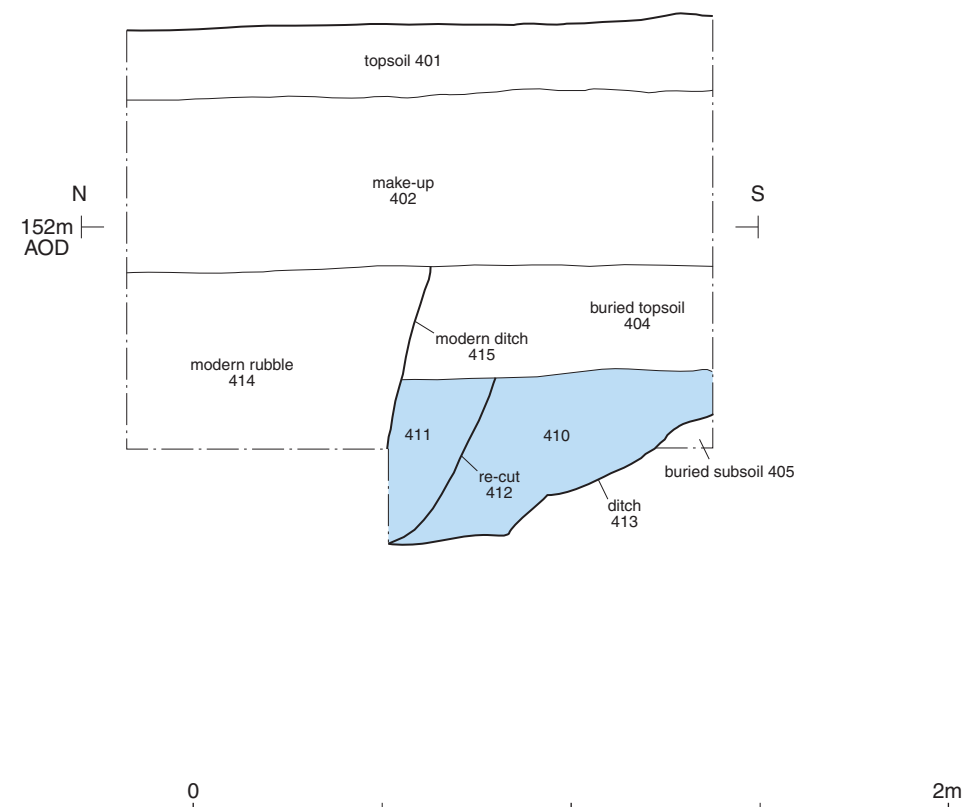 topsoil 401
make-up
402
N
S
152m
AOD
buried topsoil
404
modern ditch
415
modern rubble
414
411
410
re-cut
412
buried subsoil 405
ditch
413
0
2m